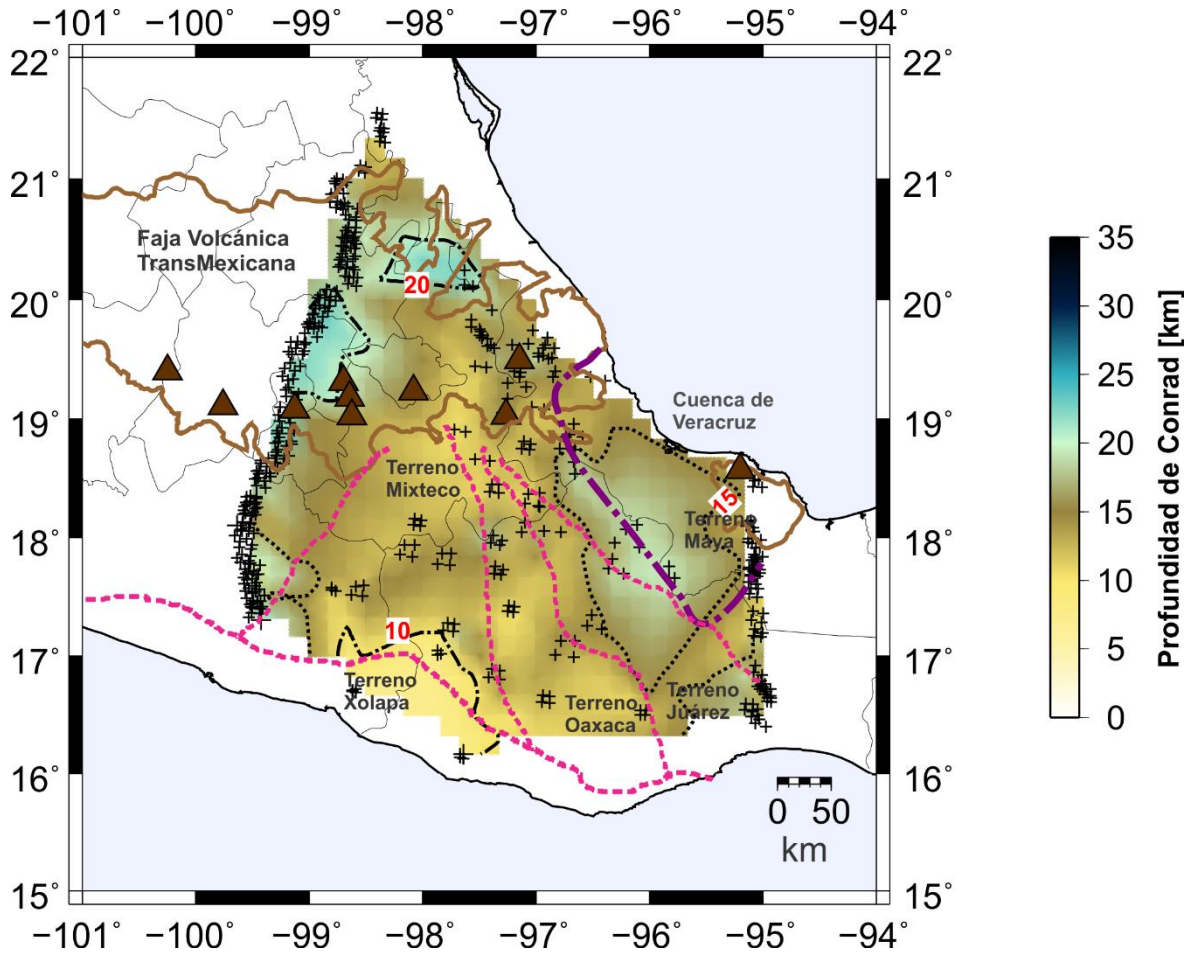 −101° −100° −99° −98° −97° −96° −95° −94°
22° 22°
21° 21°
Faja Volcánica
TransMexicana
20
20° 20°
19° 19°
Cuenca de
Veracruz
Terreno
Mixteco
15
Terreno
Maya
18° 18°
10
17° 17°
Terreno
Xolapa
Terreno
Oaxaca
Terreno
Juárez
16° 16°
0 50
km
15° 15°
−101° −100° −99° −98° −97° −96° −95° −94°
35
30
25
20
15
10
5
0
Profundidad de Conrad [km]